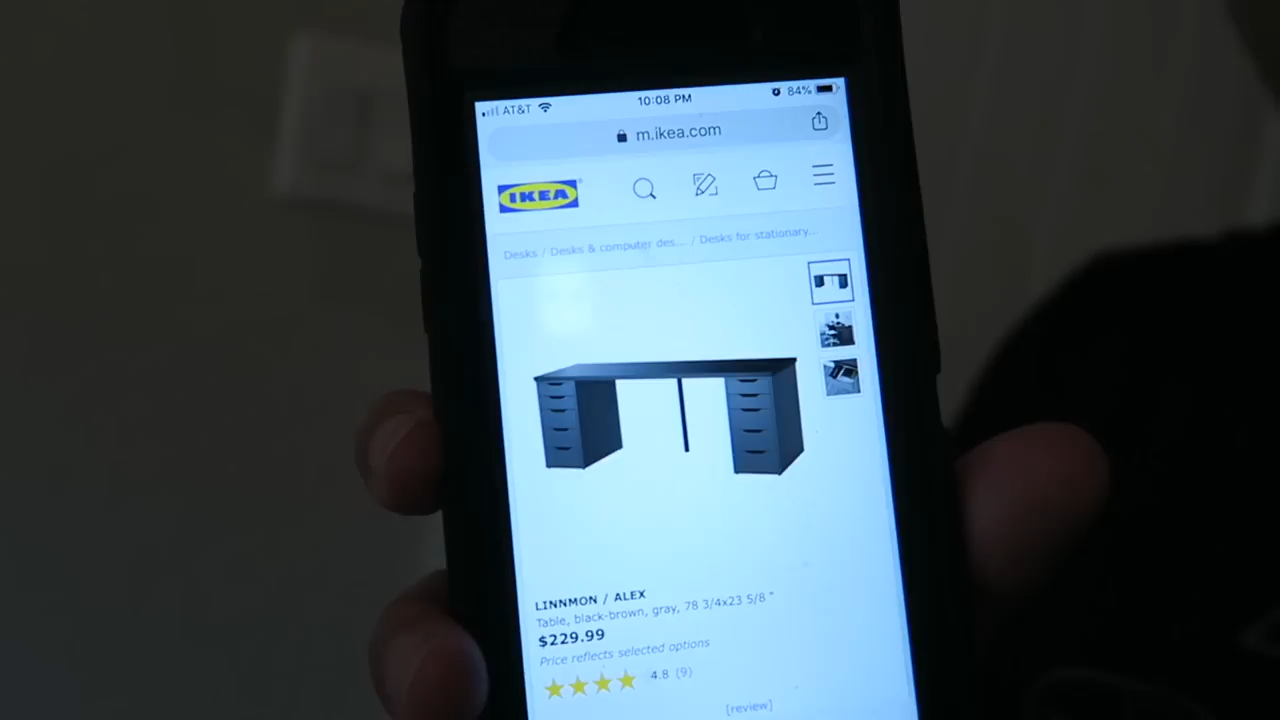 AT&T 10:08 PM 84%
m.ikea.com
IKEA ®
Desks / Desks & computer des... / Desks for stationary...
LINNMON / ALEX
Table, black-brown, gray, 78 3/4x23 5/8 "
$229.99
Price reflects selected options
4.8 (9)
[review]